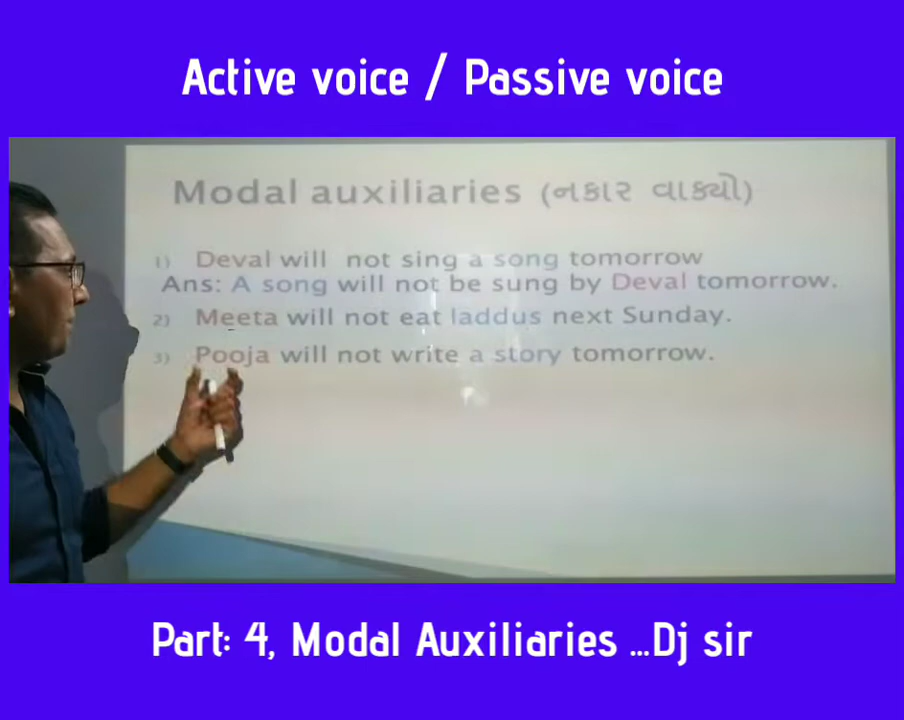 Active voice / Passive voice
Modal auxiliaries (નકાર વાક્યો)
1) Deval will not sing a song tomorrow
Ans: A song will not be sung by Deval tomorrow.
2) Meeta will not eat laddus next Sunday.
3) Pooja will not write a story tomorrow.
Part: 4, Modal Auxiliaries ...Dj sir